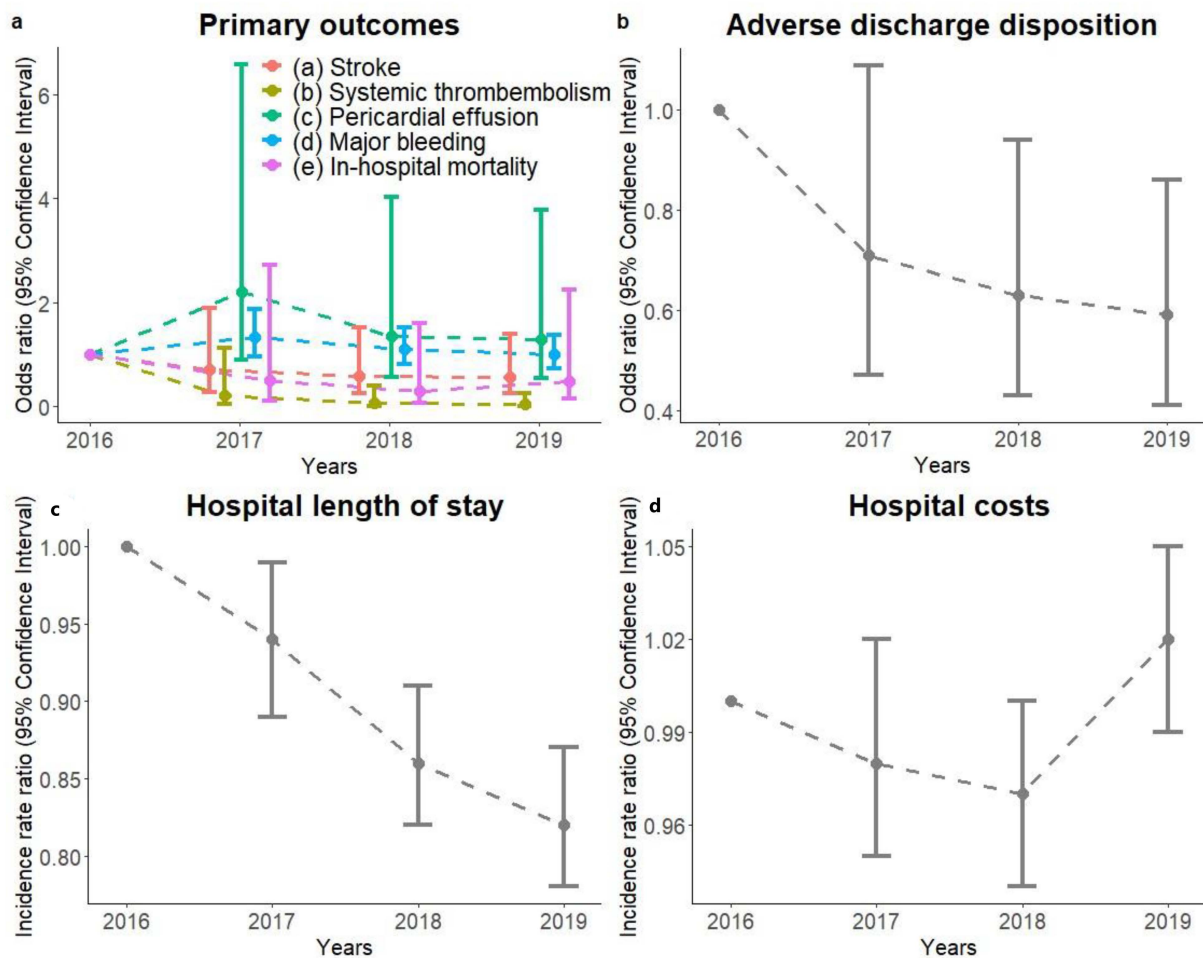 a
Primary outcomes
Odds ratio (95% Confidence Interval)
6
4
2
0
(a) Stroke
(b) Systemic thrombembolism
(c) Pericardial effusion
(d) Major bleeding
(e) In-hospital mortality
2016 2017 2018 2019
Years
b
Adverse discharge disposition
Odds ratio (95% Confidence Interval)
1.0
0.8
0.6
0.4
2016 2017 2018 2019
Years
c
Hospital length of stay
Incidence rate ratio (95% Confidence Interval)
1.00
0.95
0.90
0.85
0.80
2016 2017 2018 2019
Years
d
Hospital costs
Incidence rate ratio (95% Confidence Interval)
1.05
1.02
0.99
0.96
2016 2017 2018 2019
Years